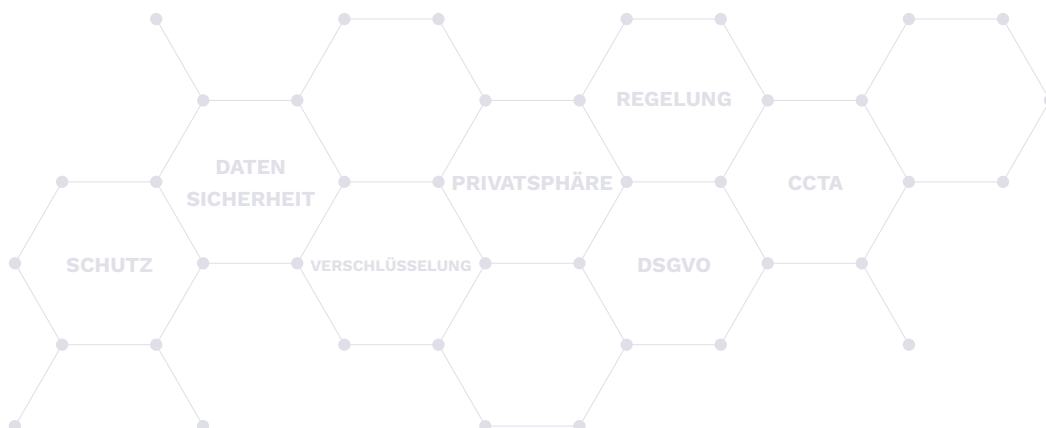 REGELUNG
DATEN
SICHERHEIT
PRIVATSPHÄRE
CCTA
SCHUTZ
VERSCHLÜSSELUNG
DSGVO